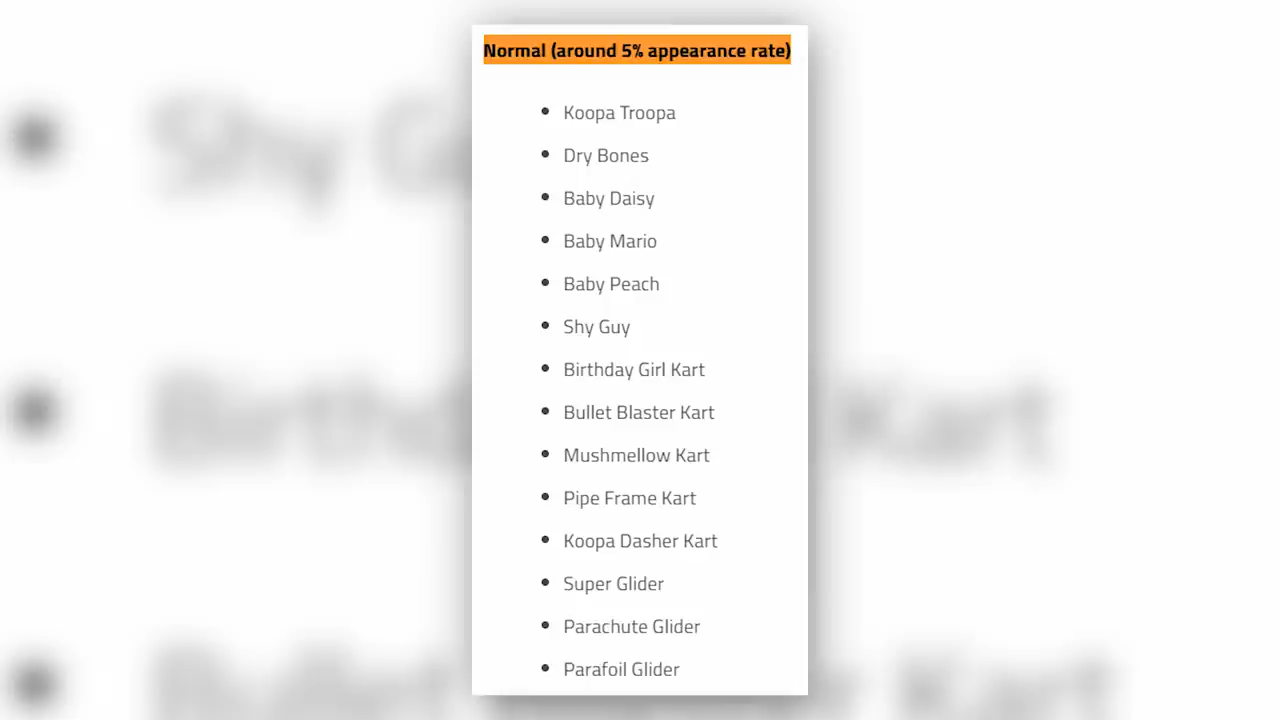 Normal (around 5% appearance rate)
Koopa Troopa
Dry Bones
Baby Daisy
Baby Mario
Baby Peach
Shy Guy
Birthday Girl Kart
Bullet Blaster Kart
Mushmellow Kart
Pipe Frame Kart
Koopa Dasher Kart
Super Glider
Parachute Glider
Parafoil Glider